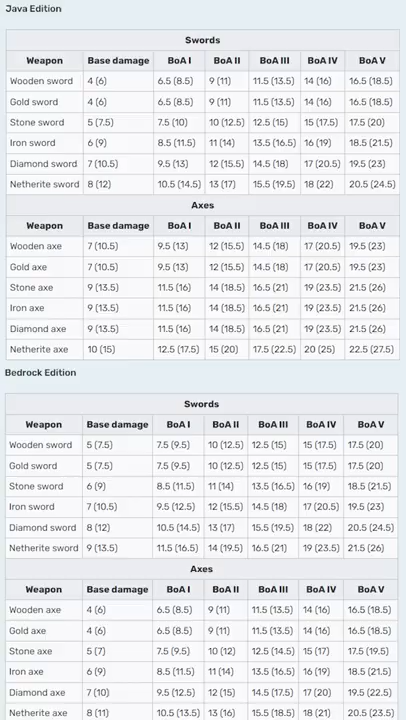 Java Edition
Swords
Weapon Base damage BoA I BoA II BoA III BoA IV BoA V
Wooden sword 4 (6) 6.5 (8.5) 9 (11) 11.5 (13.5) 14 (16) 16.5 (18.5)
Gold sword 4 (6) 6.5 (8.5) 9 (11) 11.5 (13.5) 14 (16) 16.5 (18.5)
Stone sword 5 (7.5) 7.5 (10) 10 (12.5) 12.5 (15) 15 (17.5) 17.5 (20)
Iron sword 6 (9) 8.5 (11.5) 11 (14) 13.5 (16.5) 16 (19) 18.5 (21.5)
Diamond sword 7 (10.5) 9.5 (13) 12 (15.5) 14.5 (18) 17 (20.5) 19.5 (23)
Netherite sword 8 (12) 10.5 (14.5) 13 (17) 15.5 (19.5) 18 (22) 20.5 (24.5)
Axes
Weapon Base damage BoA I BoA II BoA III BoA IV BoA V
Wooden axe 7 (10.5) 9.5 (13) 12 (15.5) 14.5 (18) 17 (20.5) 19.5 (23)
Gold axe 7 (10.5) 9.5 (13) 12 (15.5) 14.5 (18) 17 (20.5) 19.5 (23)
Stone axe 9 (13.5) 11.5 (16) 14 (18.5) 16.5 (21) 19 (23.5) 21.5 (26)
Iron axe 9 (13.5) 11.5 (16) 14 (18.5) 16.5 (21) 19 (23.5) 21.5 (26)
Diamond axe 9 (13.5) 11.5 (16) 14 (18.5) 16.5 (21) 19 (23.5) 21.5 (26)
Netherite axe 10 (15) 12.5 (17.5) 15 (20) 17.5 (22.5) 20 (25) 22.5 (27.5)
Bedrock Edition
Swords
Weapon Base damage BoA I BoA II BoA III BoA IV BoA V
Wooden sword 5 (7.5) 7.5 (9.5) 10 (12.5) 12.5 (15) 15 (17.5) 17.5 (20)
Gold sword 5 (7.5) 7.5 (9.5) 10 (12.5) 12.5 (15) 15 (17.5) 17.5 (20)
Stone sword 6 (9) 8.5 (11.5) 11 (14) 13.5 (16.5) 16 (19) 18.5 (21.5)
Iron sword 7 (10.5) 9.5 (12.5) 12 (15.5) 14.5 (18) 17 (20.5) 19.5 (23)
Diamond sword 8 (12) 10.5 (14.5) 13 (17) 15.5 (19.5) 18 (22) 20.5 (24.5)
Netherite sword 9 (13.5) 11.5 (16.5) 14 (19.5) 16.5 (21) 19 (23.5) 21.5 (26)
Axes
Weapon Base damage BoA I BoA II BoA III BoA IV BoA V
Wooden axe 4 (6) 6.5 (8.5) 9 (11) 11.5 (13.5) 14 (16) 16.5 (18.5)
Gold axe 4 (6) 6.5 (8.5) 9 (11) 11.5 (13.5) 14 (16) 16.5 (18.5)
Stone axe 5 (7) 7.5 (9.5) 10 (12) 12.5 (14.5) 15 (17) 17.5 (19.5)
Iron axe 6 (9) 8.5 (11.5) 11 (14) 13.5 (16.5) 16 (19) 18.5 (21.5)
Diamond axe 7 (10) 9.5 (12.5) 12 (15) 14.5 (17.5) 17 (20) 19.5 (22.5)
Netherite axe 8 (11) 10.5 (13.5) 13 (16) 15.5 (18.5) 18 (21) 20.5 (23.5)